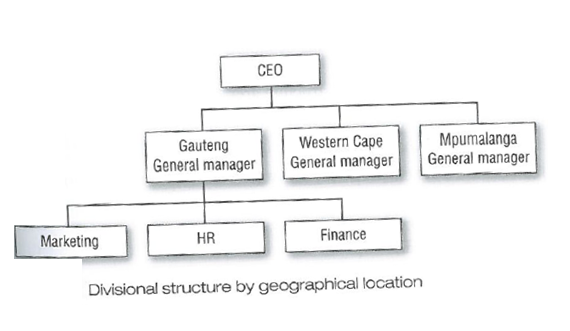 CEO
Gauteng
General manager
Western Cape
General manager
Mpumalanga
General manager
Marketing
HR
Finance
Divisional structure by geographical location